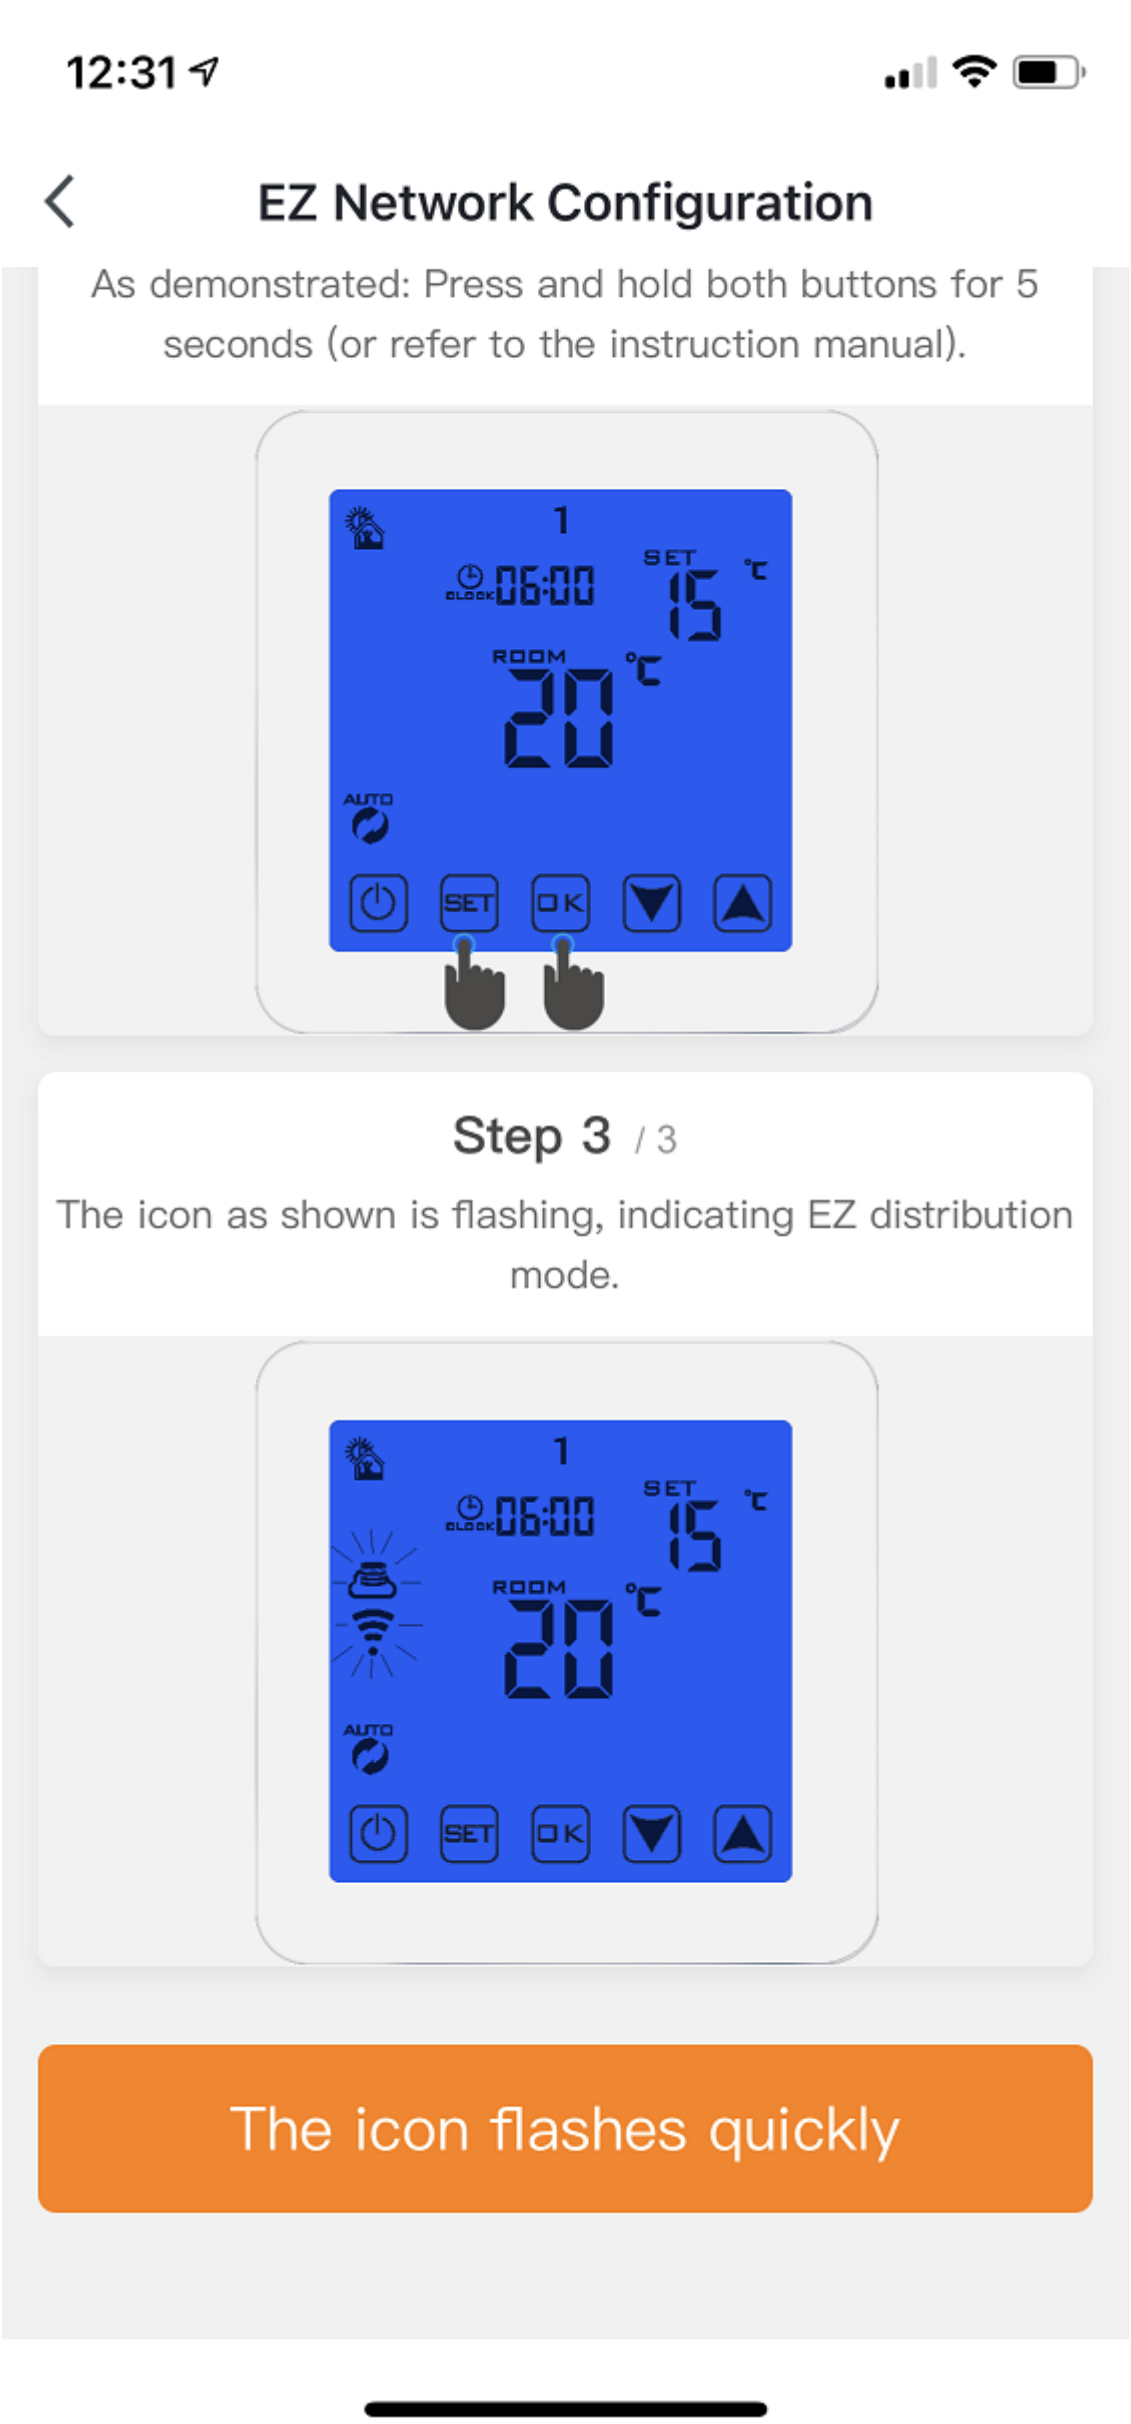 12:31
EZ Network Configuration
As demonstrated: Press and hold both buttons for 5
seconds (or refer to the instruction manual).
1
SET
CLOCK 06:00 15 °C
ROOM
20 °C
AUTO
SET OK
Step 3 / 3
The icon as shown is flashing, indicating EZ distribution
mode.
1
SET
CLOCK 06:00 15 °C
ROOM
20 °C
AUTO
SET OK
The icon flashes quickly